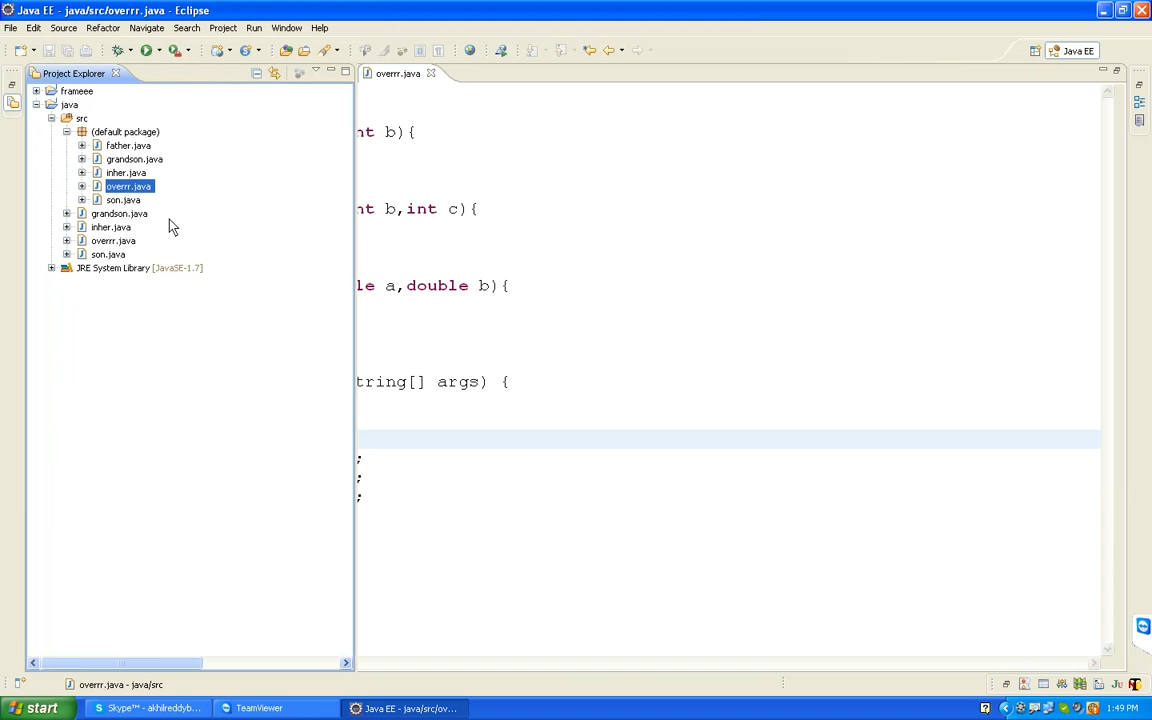 Java EE - java/src/overrr.java - Eclipse
File Edit Source Refactor Navigate Search Project Run Window Help
Java EE
Project Explorer
overrr.java
frameee
java
src
(default package)
father.java
grandson.java
inher.java
overrr.java
son.java
grandson.java
inher.java
overrr.java
son.java
JRE System Library [JavaSE-1.7]
nt b){
nt b,int c){
le a,double b){
tring[] args) {
;
;
;
overrr.java - java/src
start
Skype™ - akhilreddyb...
TeamViewer
Java EE - java/src/ov...
1:49 PM